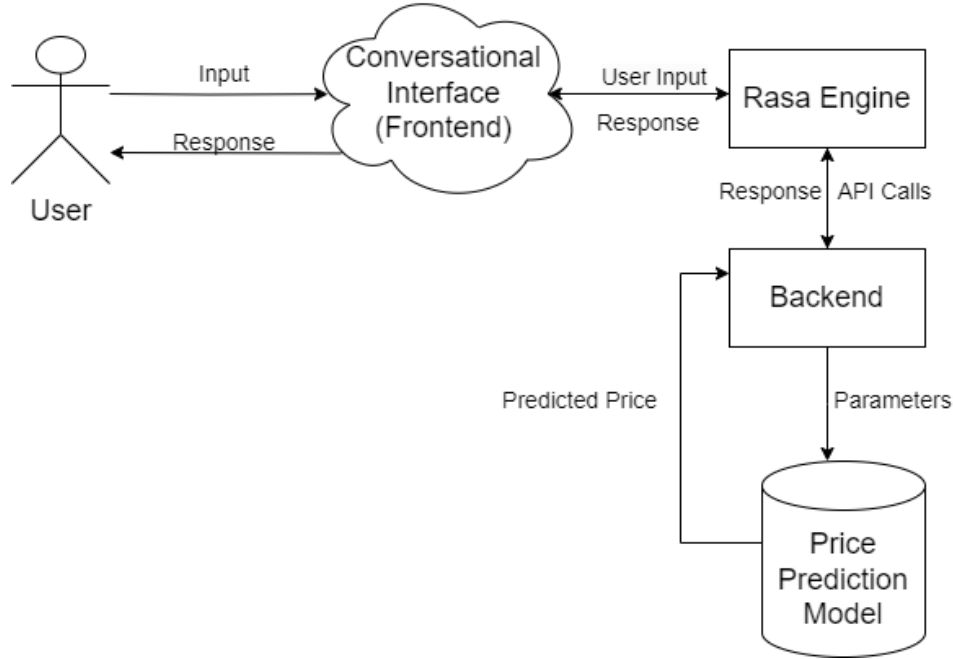 Input
Response
User
Conversational
Interface
(Frontend)
User Input
Response
Rasa Engine
Response
API Calls
Backend
Predicted Price
Parameters
Price
Prediction
Model